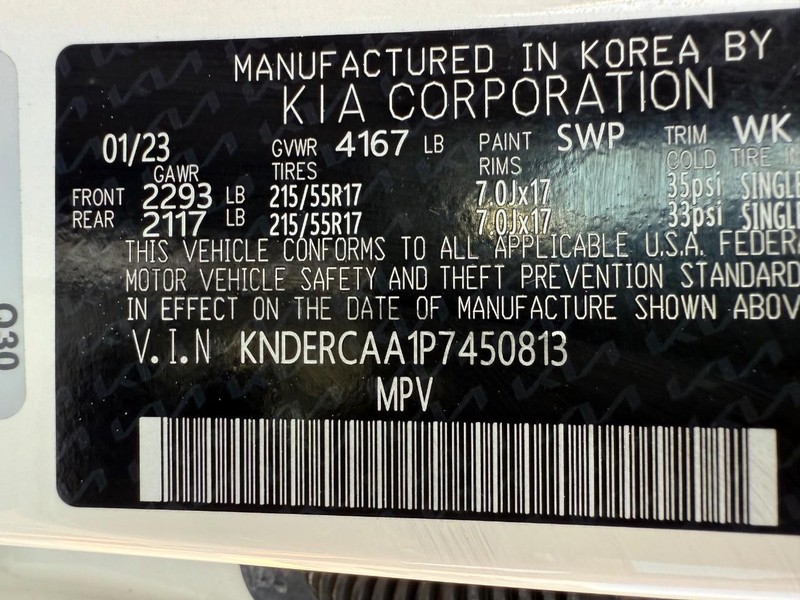 MANUFACTURED IN KOREA BY
KIA CORPORATION
01/23 GVWR 4167 LB PAINT SWP TRIM WK
GAWR TIRES RIMS COLD TIRE
FRONT 2293 LB 215/55R17 7.0Jx17 35psi SINGLE
REAR 2117 LB 215/55R17 7.0Jx17 33psi SINGLE
THIS VEHICLE CONFORMS TO ALL APPLICABLE U.S.A. FEDER
MOTOR VEHICLE SAFETY AND THEFT PREVENTION STANDARD
IN EFFECT ON THE DATE OF MANUFACTURE SHOWN ABOV
V.I.N KNDERCAA1P7450813
MPV
Q30